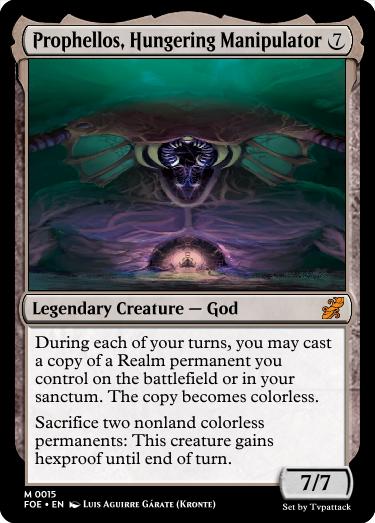 Prophellos, Hungering Manipulator 7
Legendary Creature — God
During each of your turns, you may cast
a copy of a Realm permanent you
control on the battlefield or in your
sanctum. The copy becomes colorless.
Sacrifice two nonland colorless
permanents: This creature gains
hexproof until end of turn.
7/7
M 0015
FOE • EN Luis Aguirre Gárate (Kronte)
Set by Tvpattack